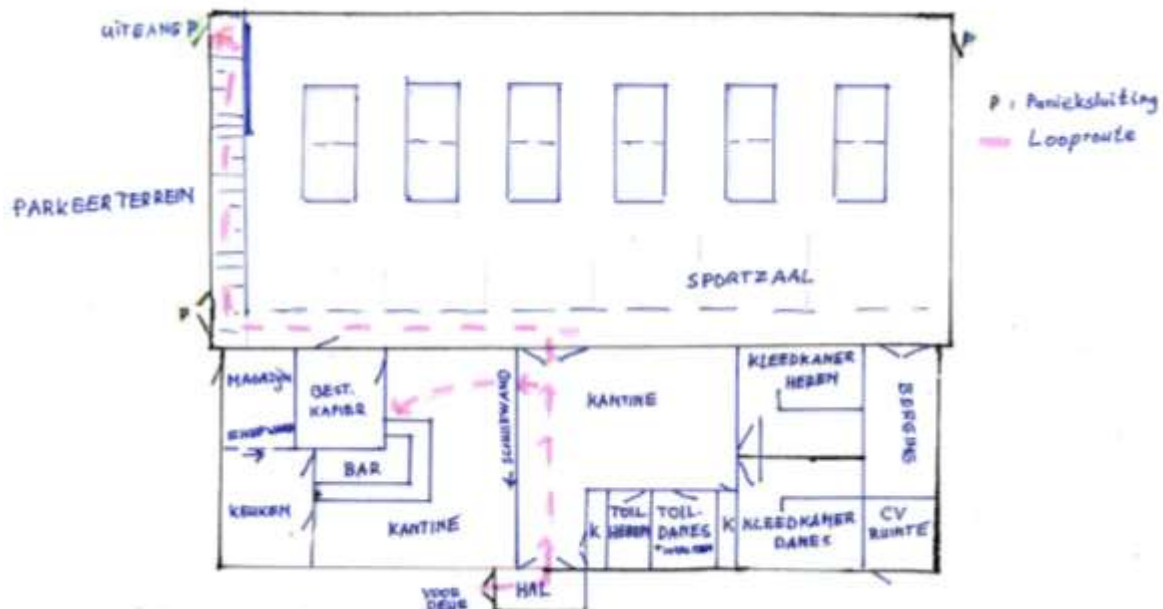 UITGANG P
P
P : Panieksluiting
Looproute
PARKEERTERREIN
SPORTZAAL
P
MAGAZIJN
BEST.
KAMER
SCHUIFWAND
KANTINE
KLEEDKAMER
HEREN
BERGING
BAR
KEUKEN
KANTINE
K
TOIL.
HEREN
TOIL.
DAMES
K
KLEEDKAMER
DAMES
CV
RUIMTE
VOOR
DEUR
HAL